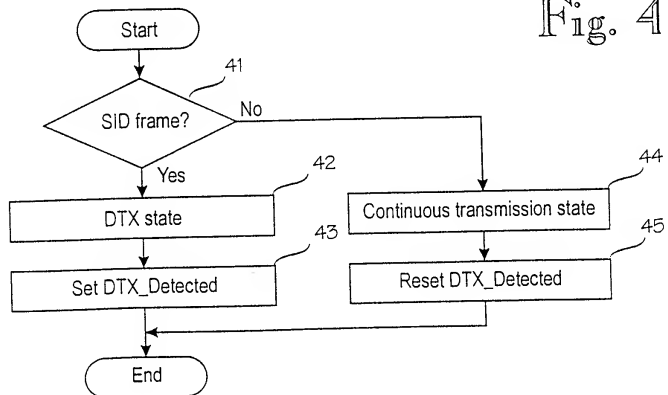 Fig. 4
Start
41
SID frame?
No
Yes
42
DTX state
43
Set DTX_Detected
44
Continuous transmission state
45
Reset DTX_Detected
End